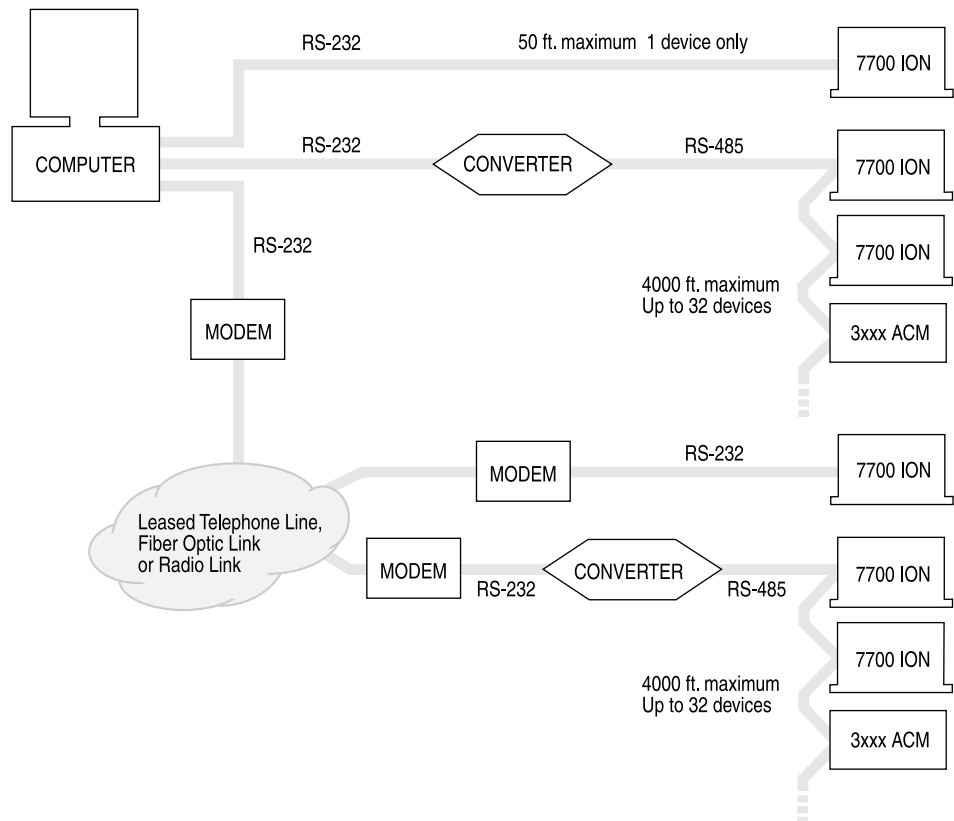 RS-232
50 ft. maximum 1 device only
7700 ION
COMPUTER
RS-232
CONVERTER
RS-485
7700 ION
RS-232
7700 ION
4000 ft. maximum
Up to 32 devices
MODEM
3xxx ACM
MODEM
RS-232
7700 ION
Leased Telephone Line,
Fiber Optic Link
or Radio Link
MODEM
RS-232
CONVERTER
RS-485
7700 ION
7700 ION
4000 ft. maximum
Up to 32 devices
3xxx ACM